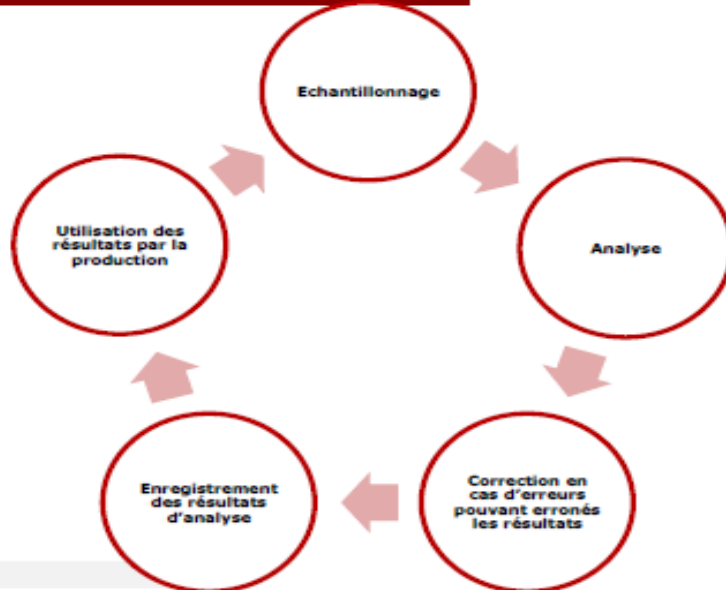 Echantillonnage
Analyse
Correction en
cas d'erreurs
pouvant erronés
les résultats
Enregistrement
des résultats
d'analyse
Utilisation des
résultats par la
production